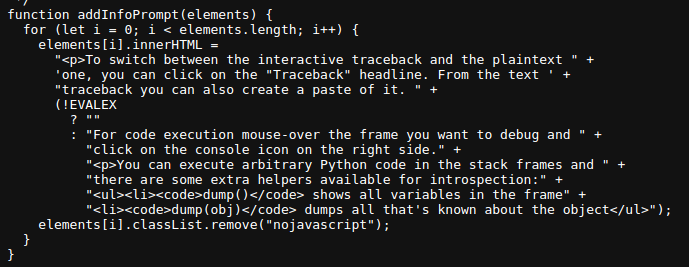 */
function addInfoPrompt(elements) {
  for (let i = 0; i < elements.length; i++) {
    elements[i].innerHTML =
      "<p>To switch between the interactive traceback and the plaintext " +
      'one, you can click on the "Traceback" headline. From the text ' +
      "traceback you can also create a paste of it. " +
      (!EVALEX
        ? ""
        : "For code execution mouse-over the frame you want to debug and " +
          "click on the console icon on the right side." +
          "<p>You can execute arbitrary Python code in the stack frames and " +
          "there are some extra helpers available for introspection:" +
          "<ul><li><code>dump()</code> shows all variables in the frame" +
          "<li><code>dump(obj)</code> dumps all that's known about the object</ul>");
    elements[i].classList.remove("nojavascript");
  }
}